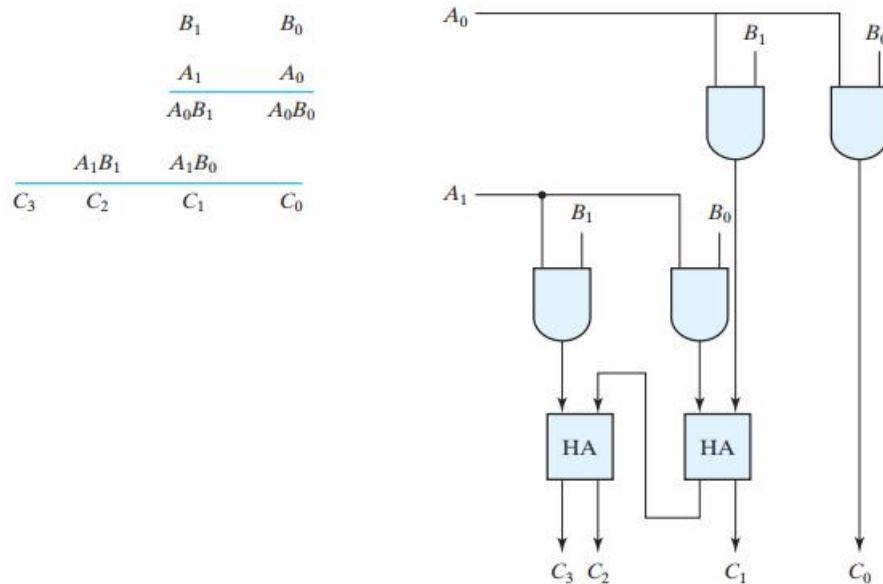 B₁ B₀
A₁ A₀
A₀B₁ A₀B₀
A₁B₁ A₁B₀
C₃ C₂ C₁ C₀
A₀
B₁ B₀
A₁
B₁ B₀
HA HA
C₃ C₂ C₁ C₀